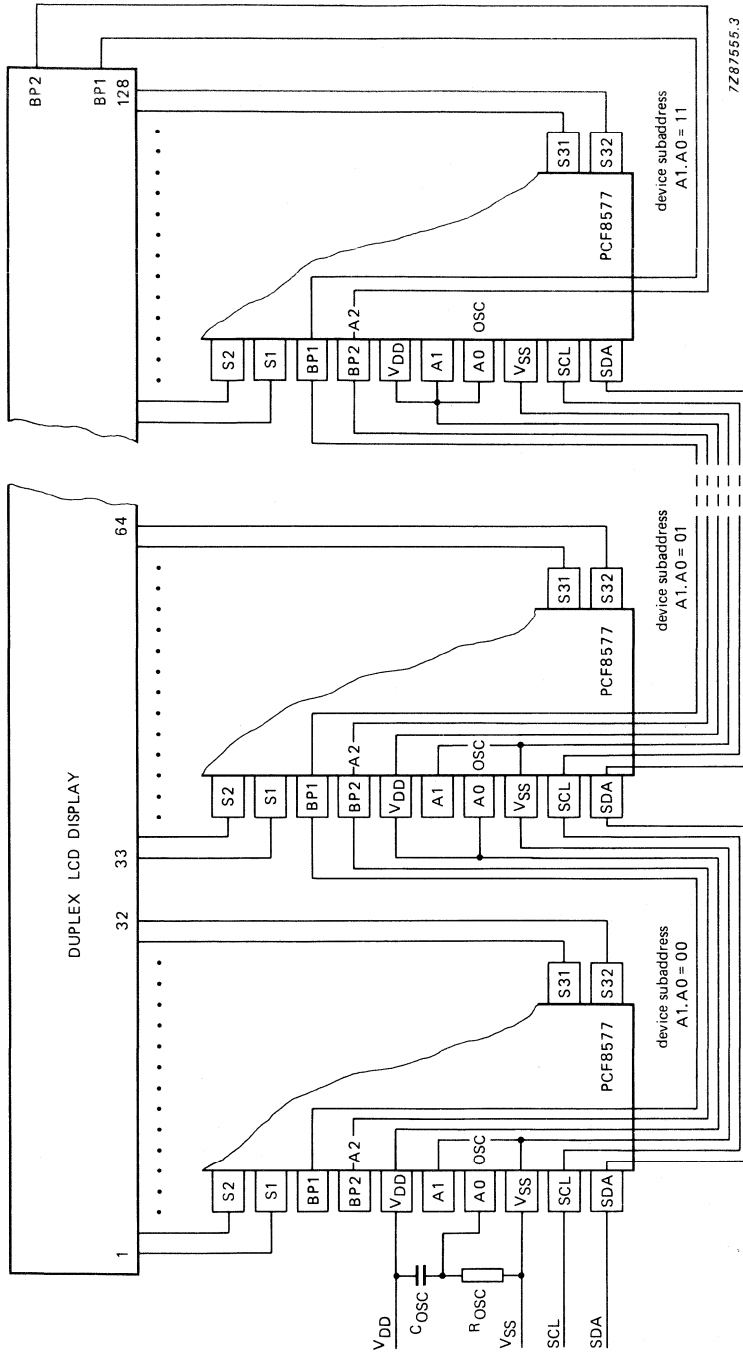 DUPLEX LCD DISPLAY
1
32
33
64
128
BP1
BP2
S2
S1
BP1
BP2
A2
VDD
A1
A0
OSC
VSS
SCL
SDA
S31
S32
PCF8577
device subaddress
A1.A0 = 00
S2
S1
BP1
BP2
A2
VDD
A1
A0
OSC
VSS
SCL
SDA
S31
S32
PCF8577
device subaddress
A1.A0 = 01
S2
S1
BP1
BP2
A2
VDD
A1
A0
OSC
VSS
SCL
SDA
S31
S32
PCF8577
device subaddress
A1.A0 = 11
VDD
COSC
ROSC
VSS
SCL
SDA
7Z87555.3